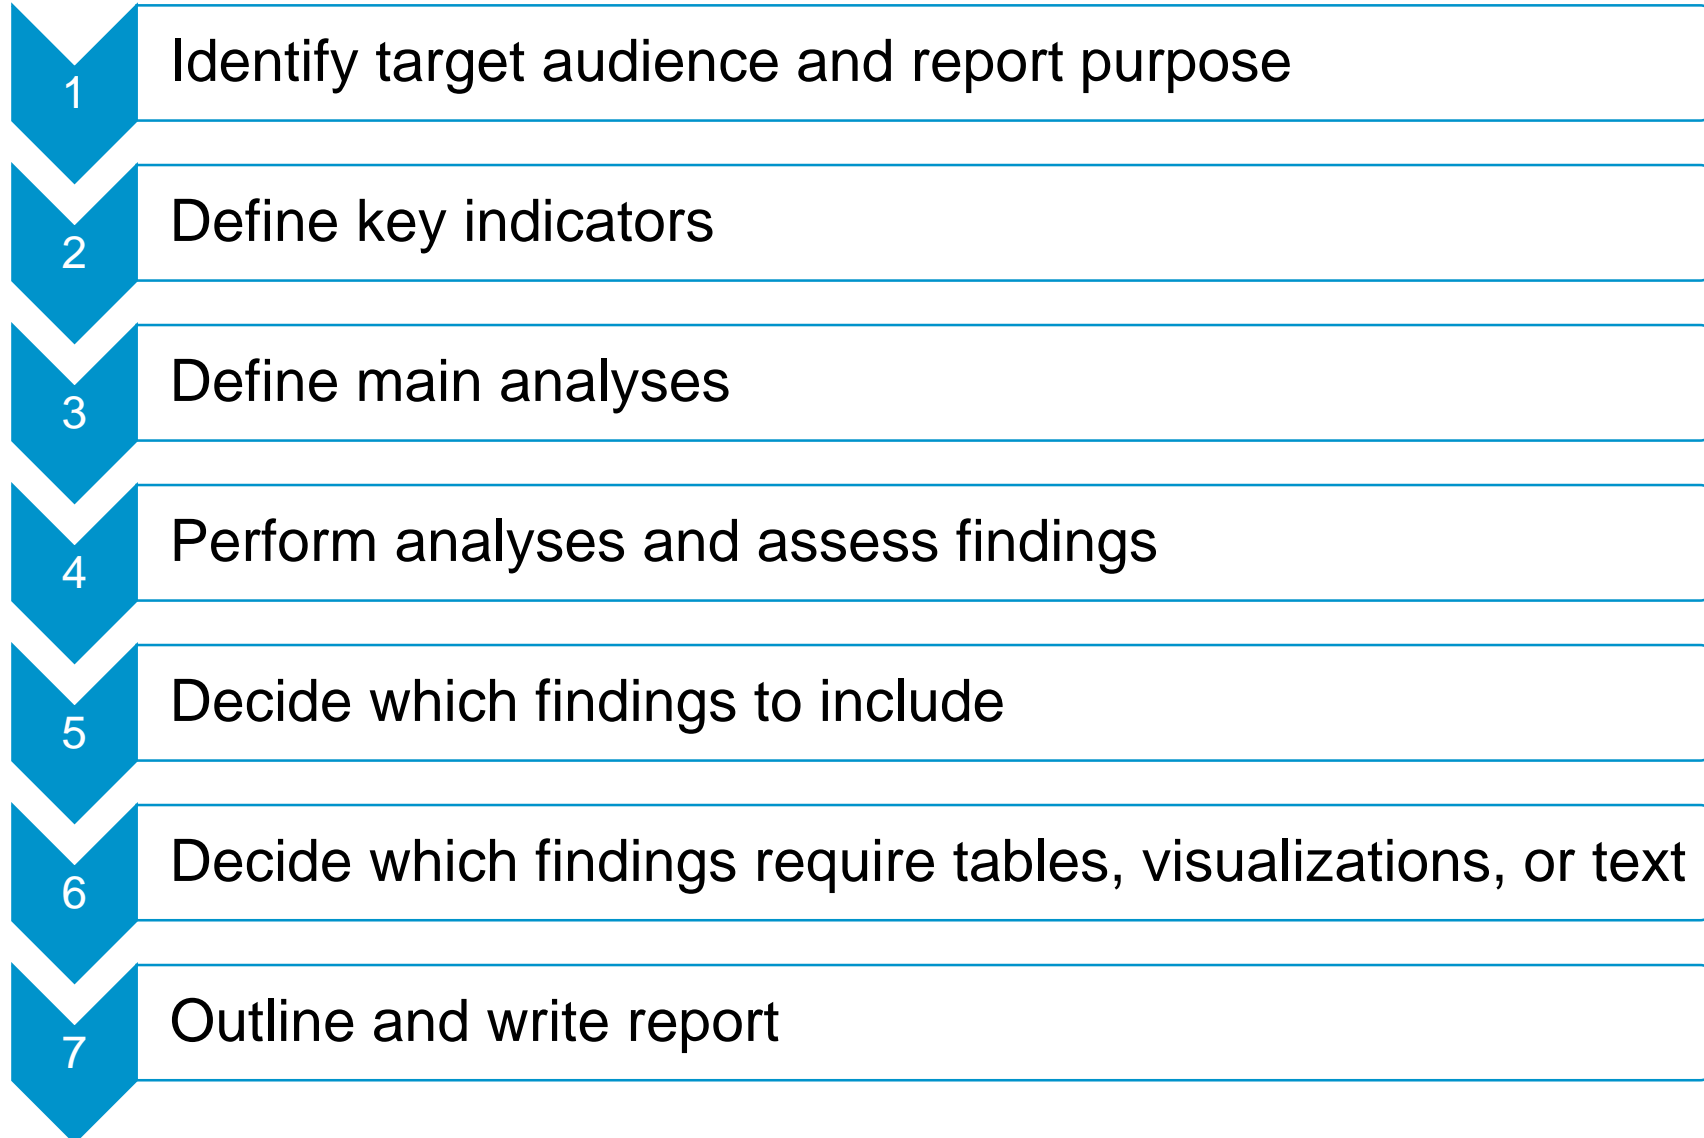 1
Identify target audience and report purpose
2
Define key indicators
3
Define main analyses
4
Perform analyses and assess findings
5
Decide which findings to include
6
Decide which findings require tables, visualizations, or text
7
Outline and write report